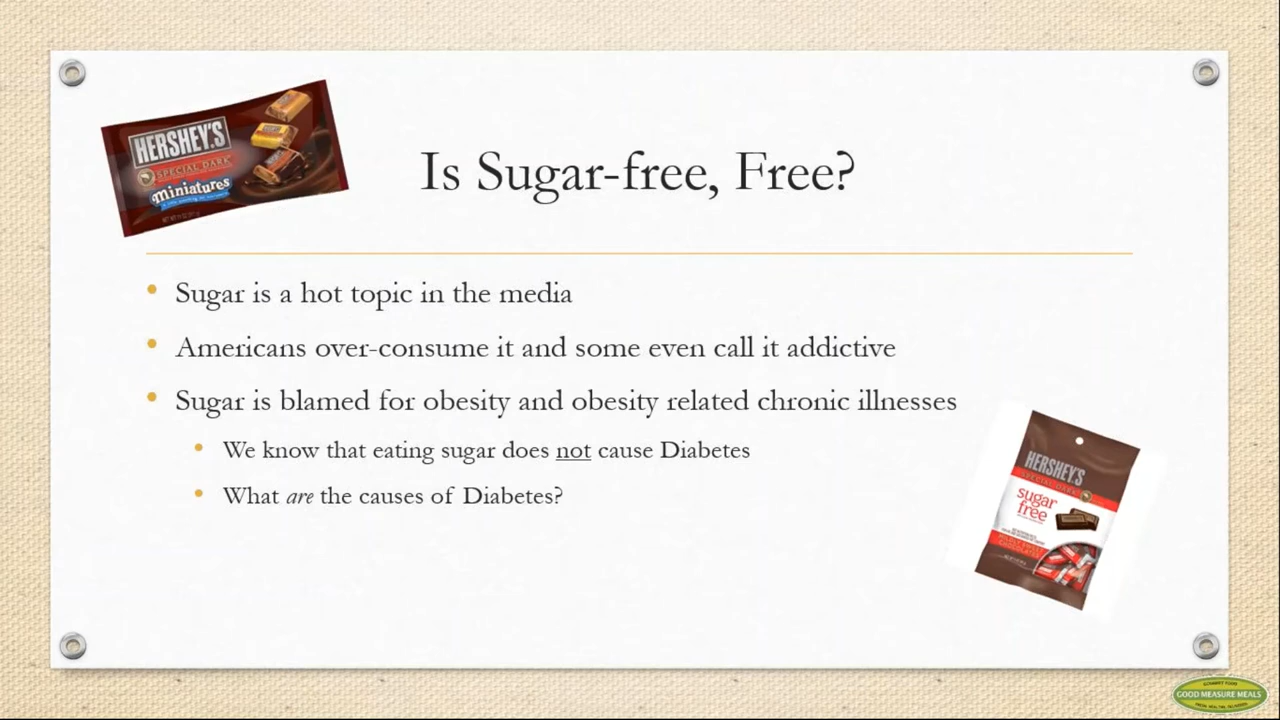 HERSHEY'S
SPECIAL DARK
miniatures
Is Sugar-free, Free?
Sugar is a hot topic in the media
Americans over-consume it and some even call it addictive
Sugar is blamed for obesity and obesity related chronic illnesses
We know that eating sugar does not cause Diabetes
What are the causes of Diabetes?
HERSHEY'S
SPECIAL DARK
sugar
free
GOOD MEASURE MEALS